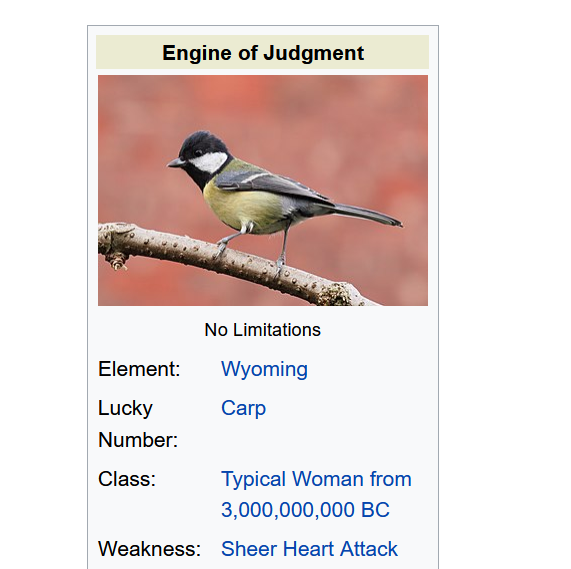 Engine of Judgment
No Limitations
Element: Wyoming
Lucky Carp
Number:
Class: Typical Woman from
3,000,000,000 BC
Weakness: Sheer Heart Attack